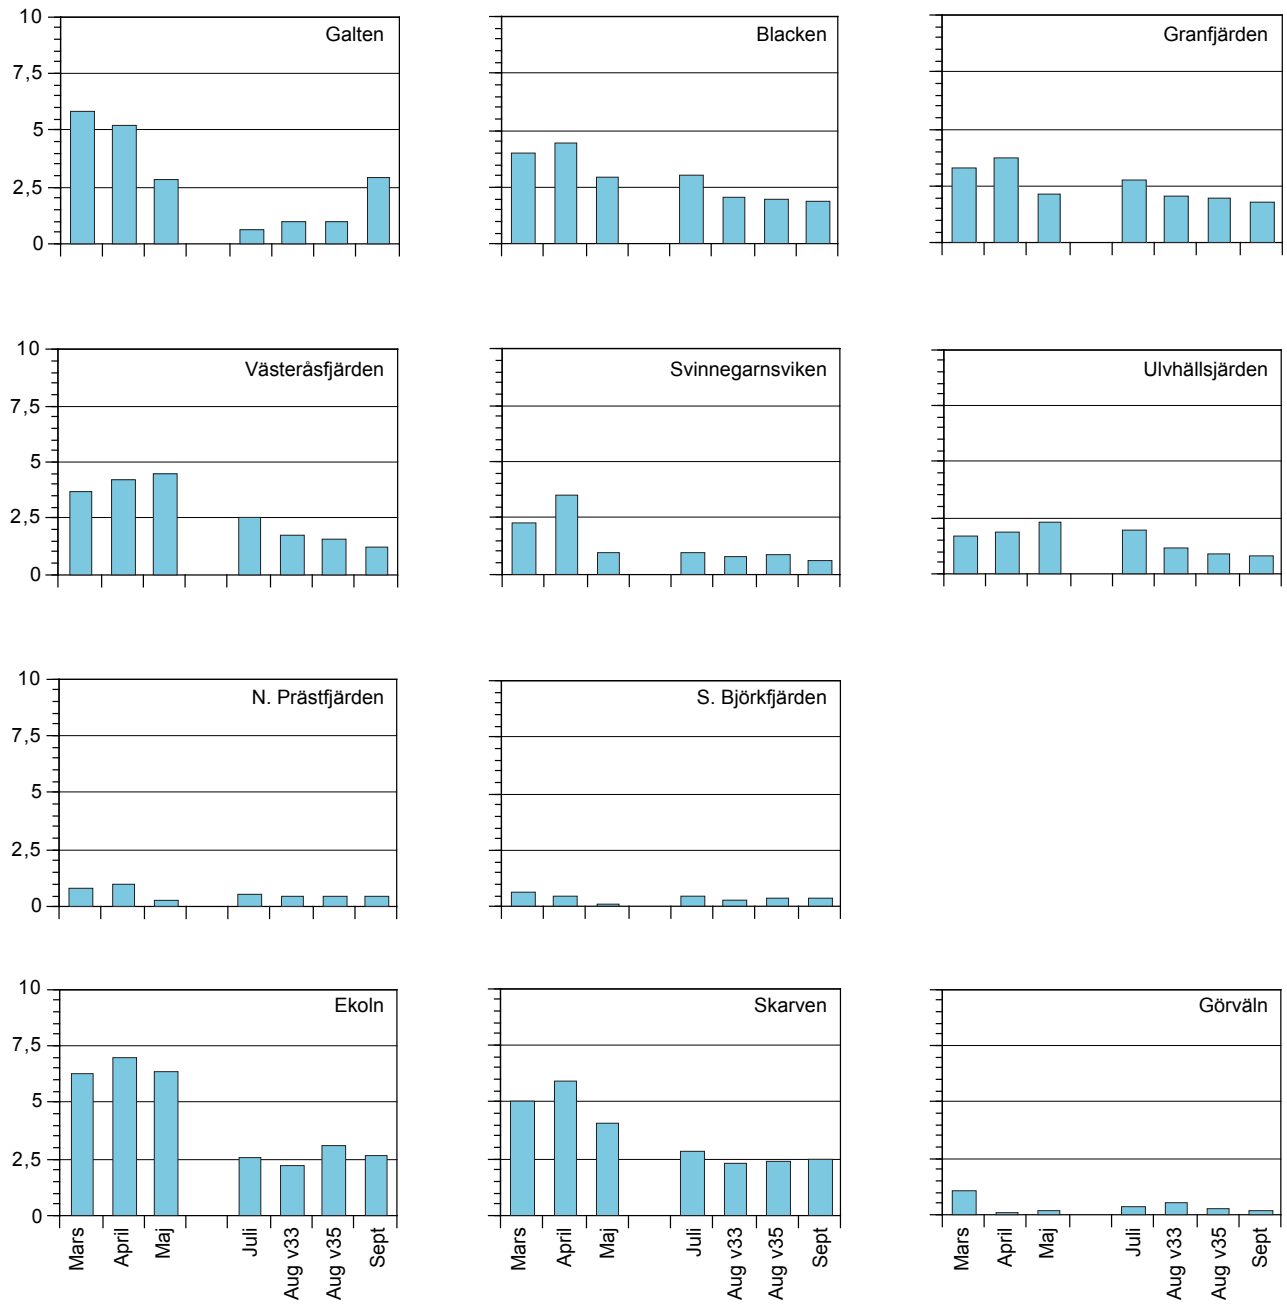 10
7,5
5
2,5
0
Galten
Blacken
Granfjärden
10
7,5
5
2,5
0
Västeråsfjärden
Svinnegarnsviken
Ulvhällsjärden
10
7,5
5
2,5
0
N. Prästfjärden
S. Björkfjärden
10
7,5
5
2,5
0
Ekoln
Skarven
Görväln
Mars
April
Maj
Juli
Aug v33
Aug v35
Sept
Mars
April
Maj
Juli
Aug v33
Aug v35
Sept
Mars
April
Maj
Juli
Aug v33
Aug v35
Sept